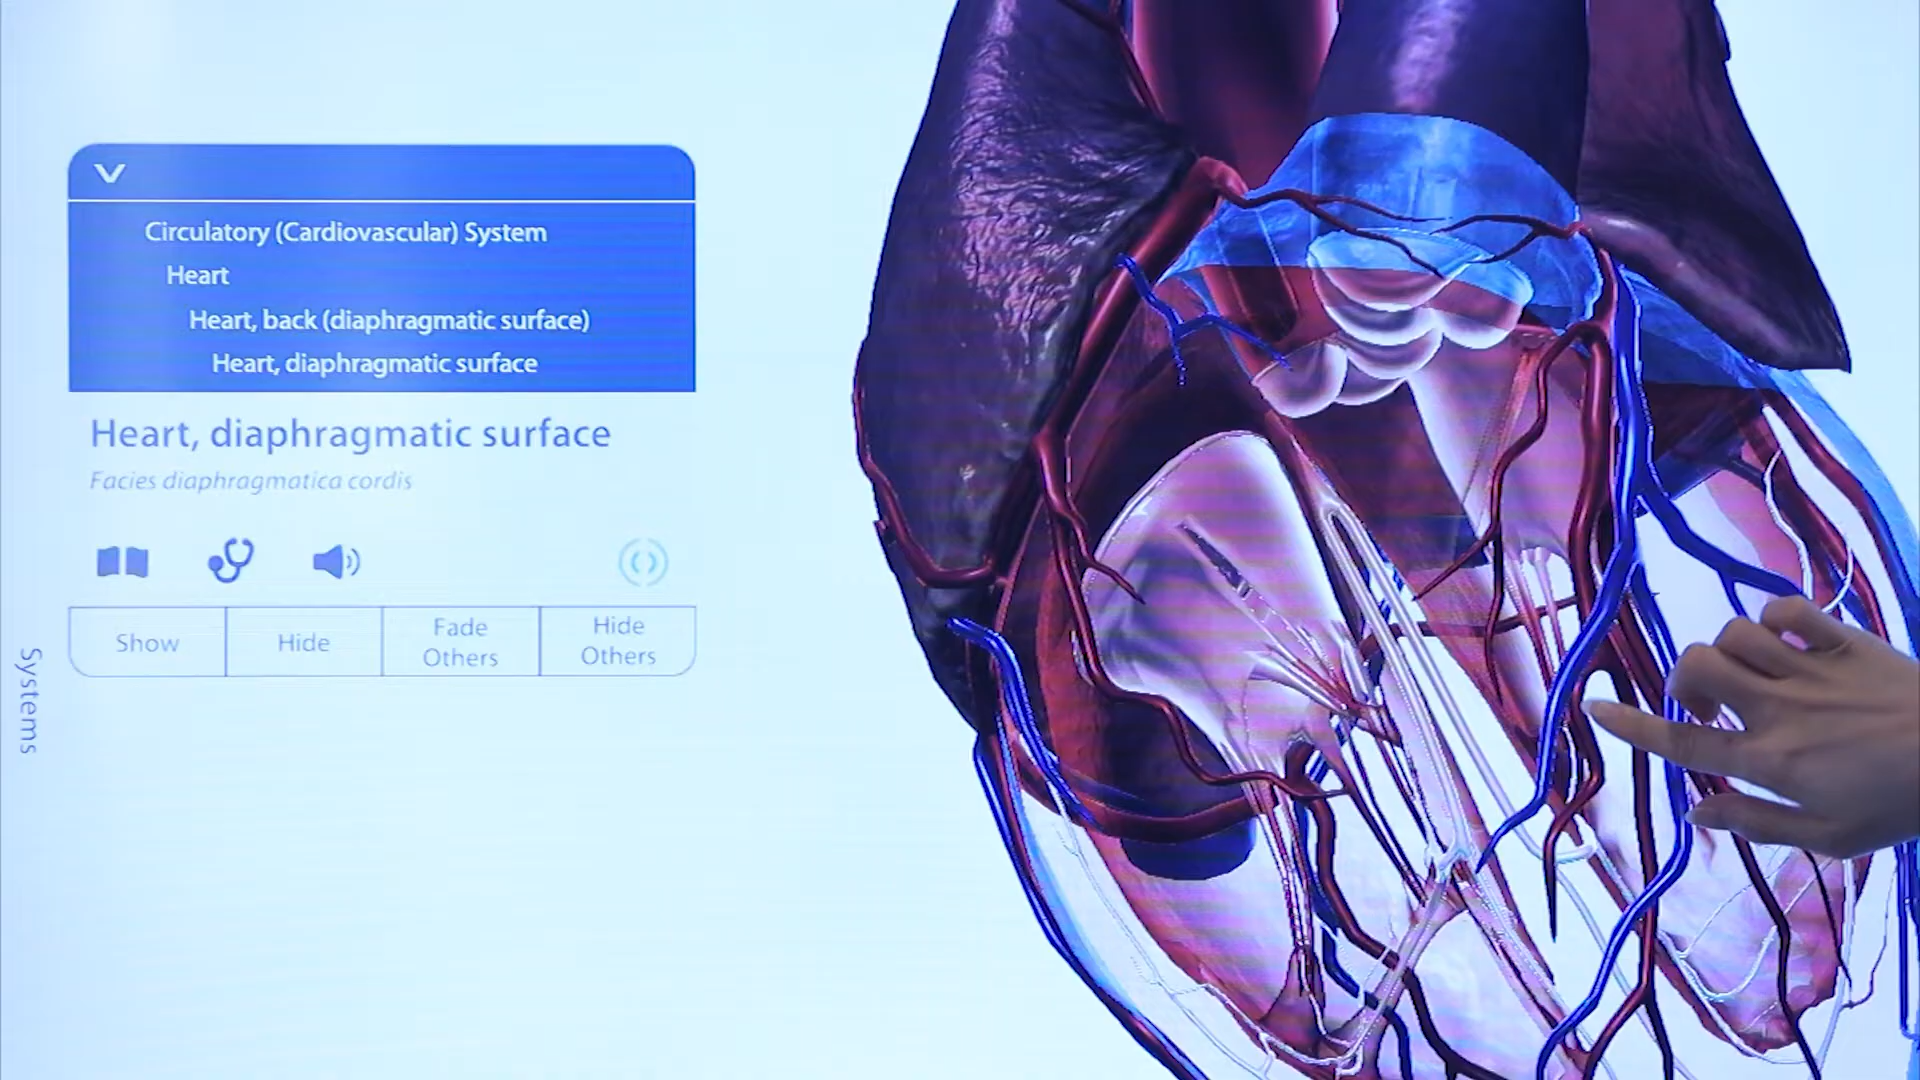 Circulatory (Cardiovascular) System
Heart
Heart, back (diaphragmatic surface)
Heart, diaphragmatic surface
Heart, diaphragmatic surface
Facies diaphragmatica cordis
Show
Hide
Fade
Others
Hide
Others
Systems